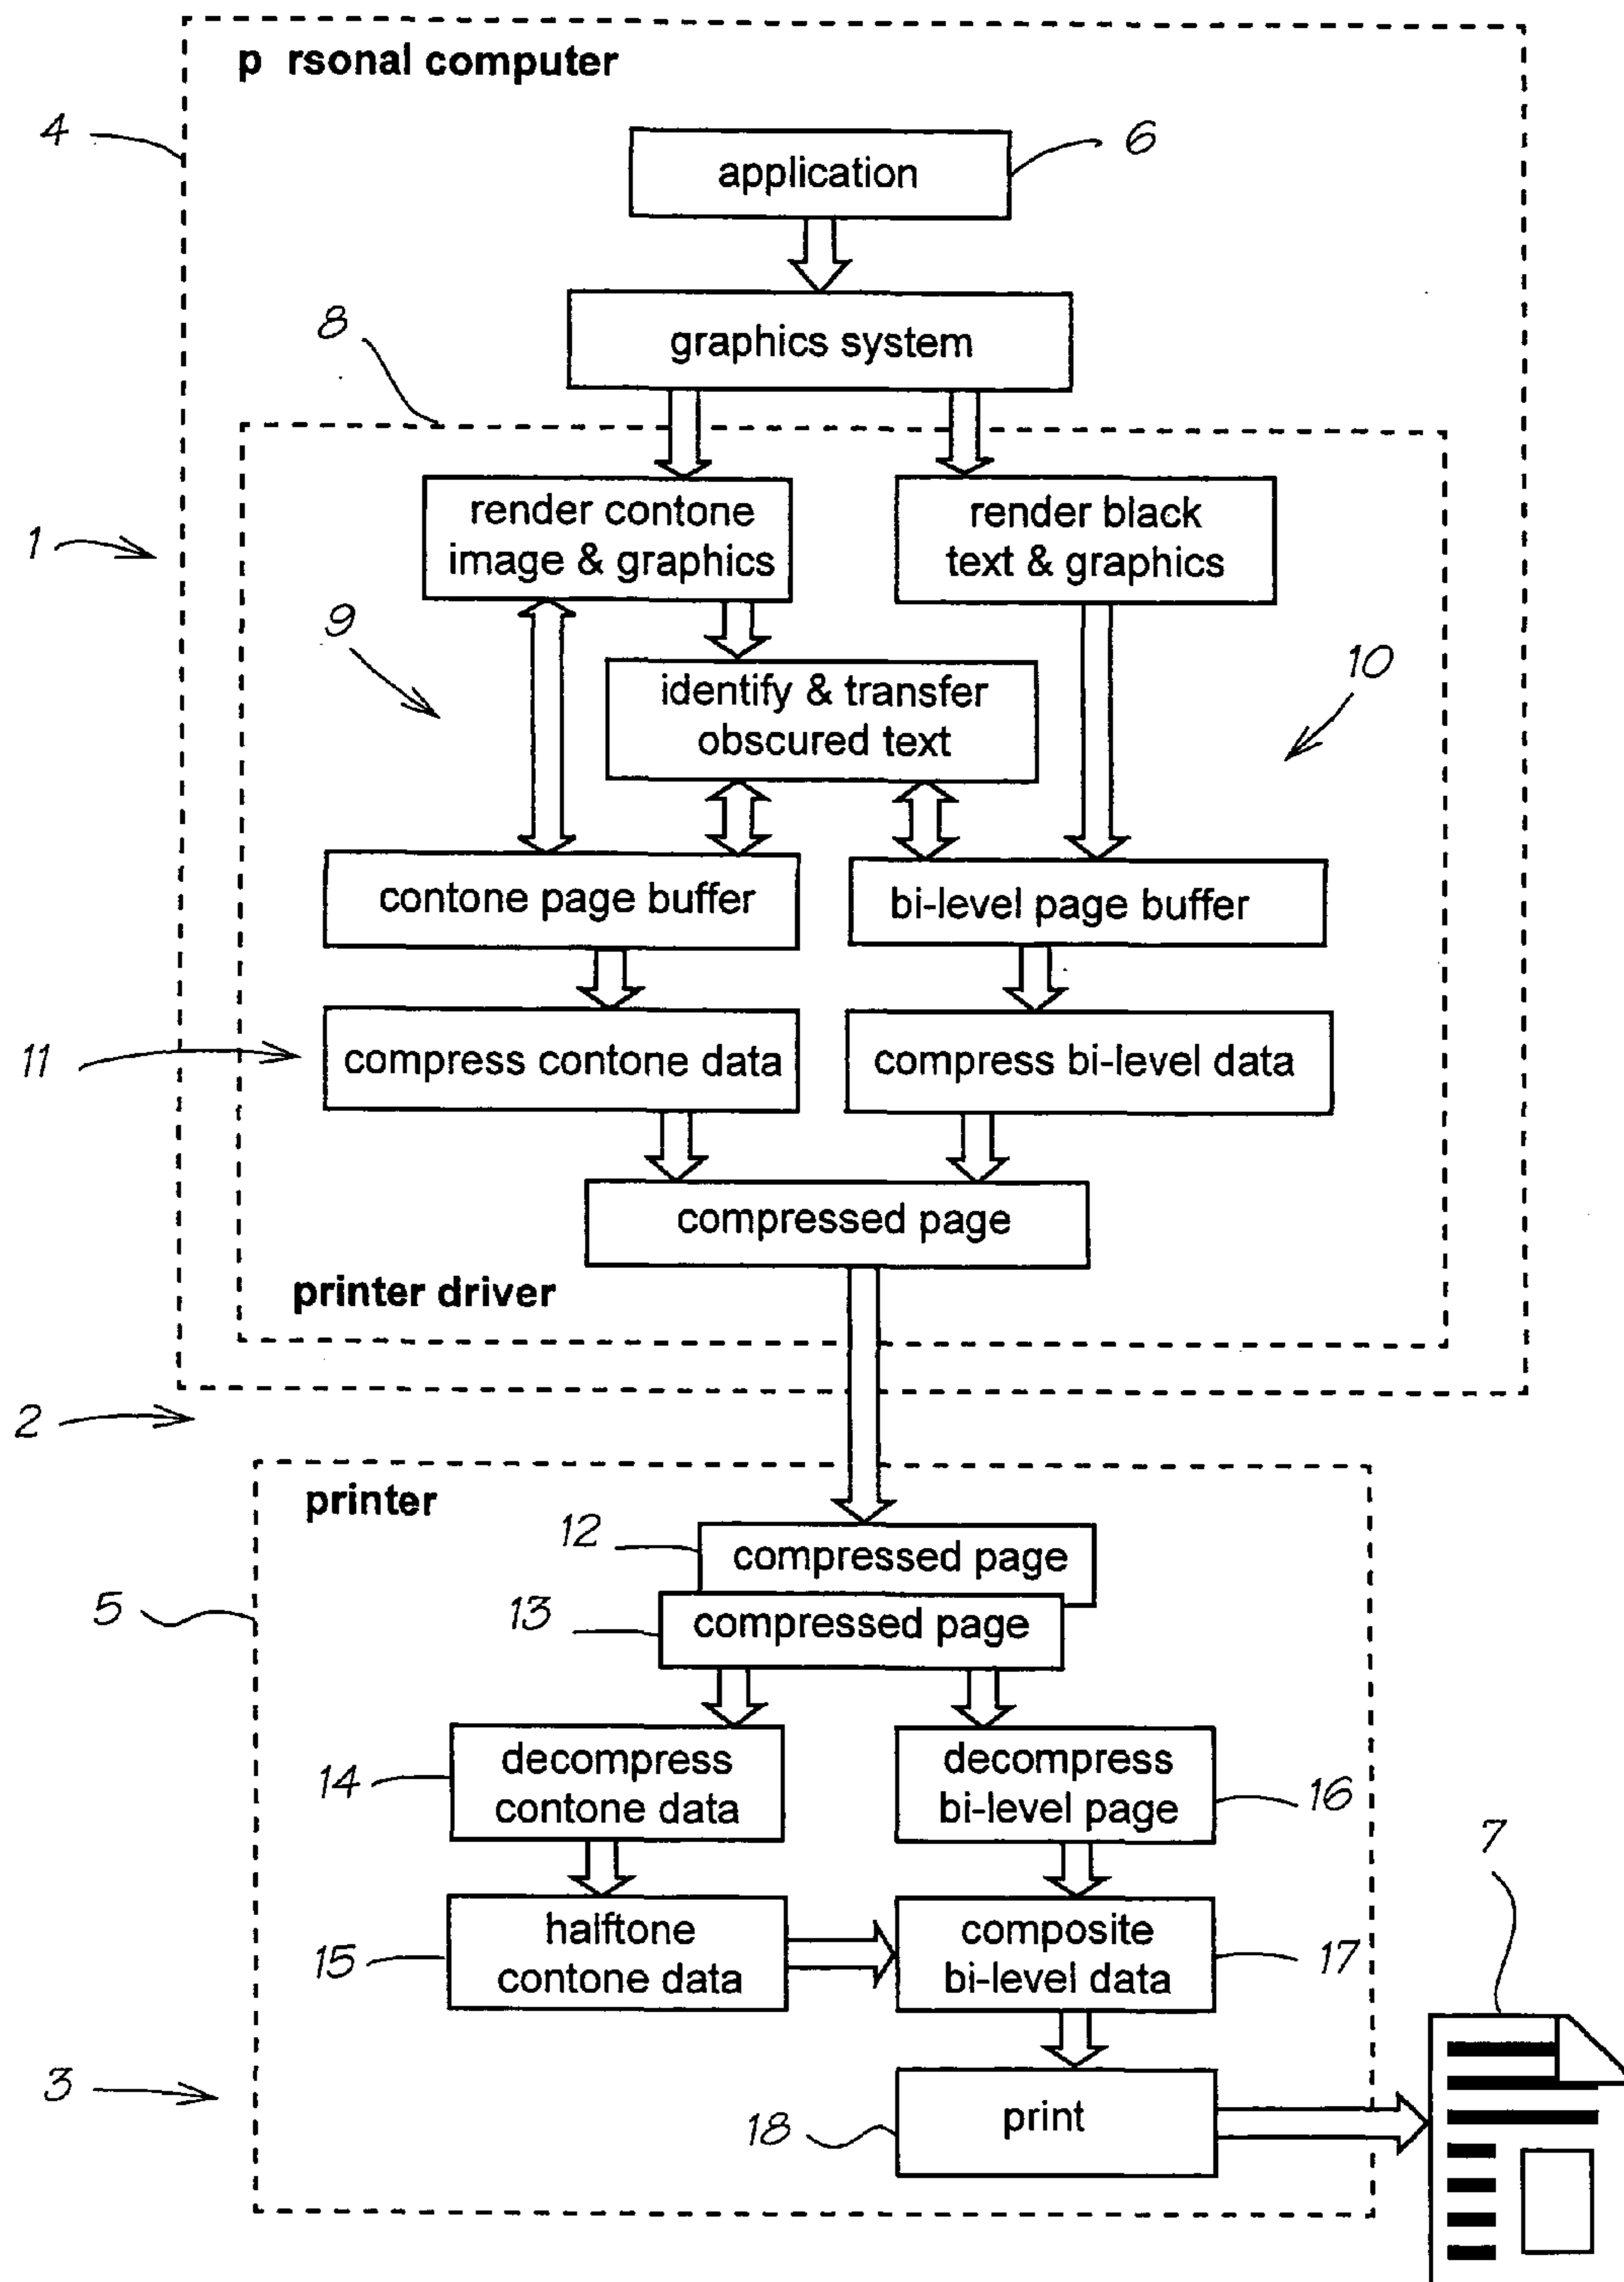 p rsonal computer
4
application
6
graphics system
8
render contone
image & graphics
render black
text & graphics
1
9
identify & transfer
obscured text
10
contone page buffer
bi-level page buffer
11
compress contone data
compress bi-level data
compressed page
printer driver
2
printer
12
compressed page
5
13
compressed page
14
decompress
contone data
decompress
bi-level page
16
7
15
halftone
contone data
composite
bi-level data
17
3
18
print